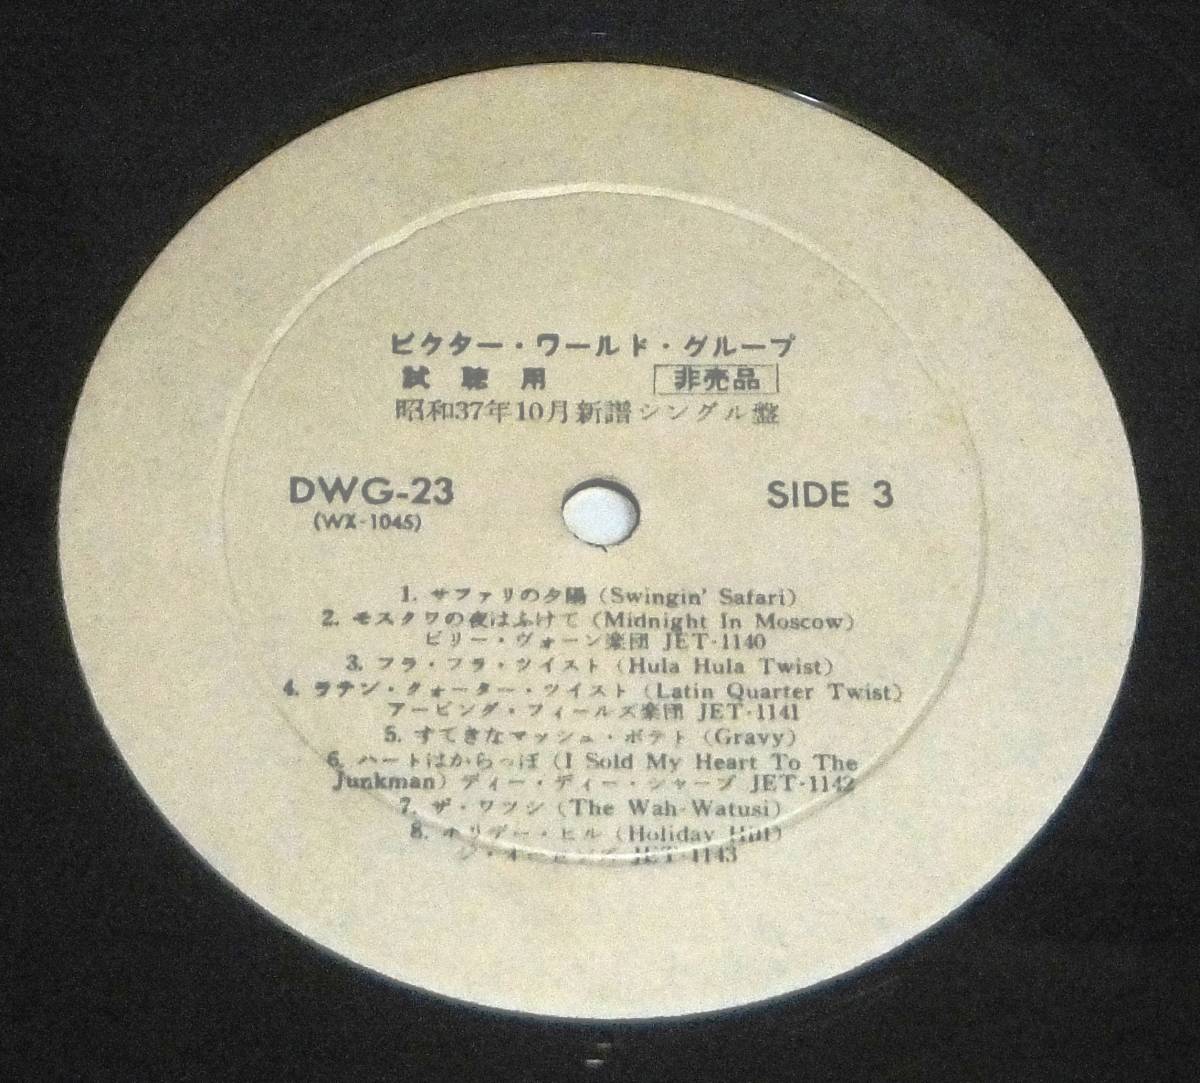 ビクター・ワールド・グループ
試聴用 非売品
昭和37年10月新譜シングル盤
DWG-23 SIDE 3
(WX-1045)
1. サファリの夕陽 (Swingin' Safari)
2. モスクワの夜はふけて (Midnight In Moscow)
ビリー・ヴォーン楽団 JET-1140
3. フラ・フラ・ツイスト (Hula Hula Twist)
4. ラテン・クォーター・ツイスト (Latin Quarter Twist)
アービング・フィールズ楽団 JET-1141
5. すてきなマッシュ・ポテト (Gravy)
6. ハートはからっぽ (I Sold My Heart To The
Junkman) ディー・ディー・シャープ JET-1142
7. ザ・ワツシ (The Wah-Watusi)
8. ホリデー・ヒル (Holiday Hill)
ジ・オーロンズ JET-1143